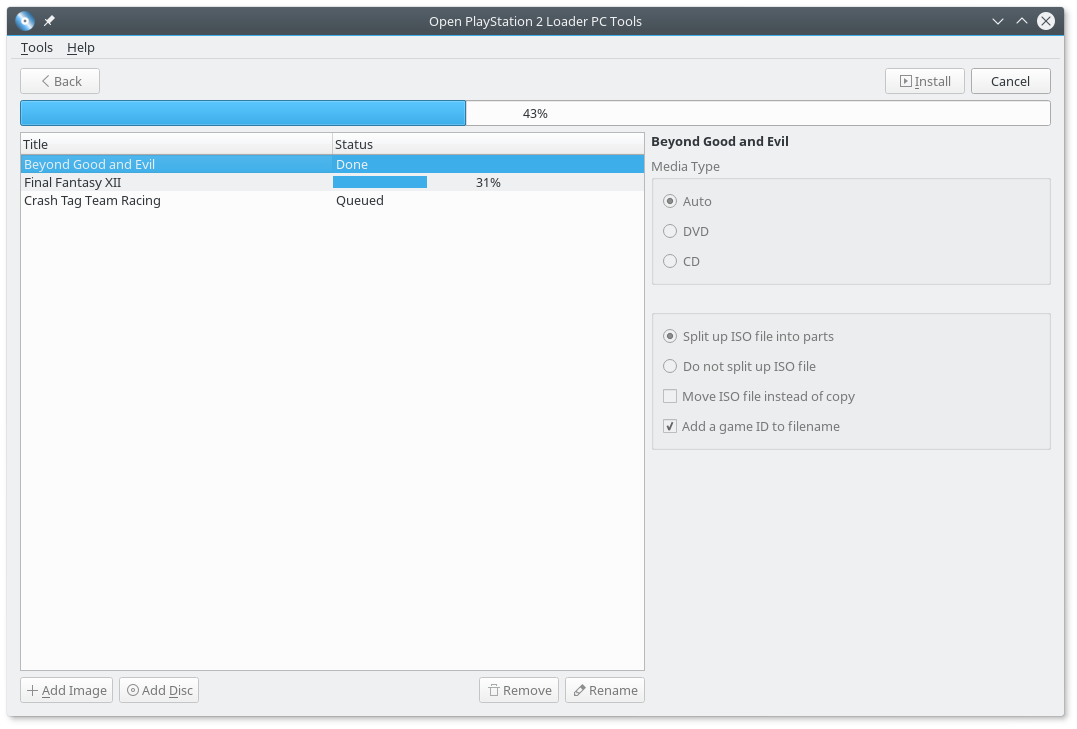 Open PlayStation 2 Loader PC Tools
Tools Help
Back Install Cancel
43%
Title Status
Beyond Good and Evil Done
Final Fantasy XII 31%
Crash Tag Team Racing Queued
Beyond Good and Evil
Media Type
Auto
DVD
CD
Split up ISO file into parts
Do not split up ISO file
Move ISO file instead of copy
Add a game ID to filename
Add Image Add Disc Remove Rename